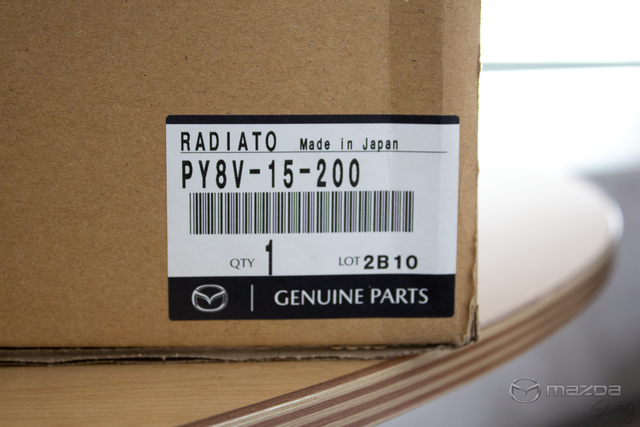 RADIATO Made in Japan
PY8V-15-200
QTY 1 LOT 2B10
GENUINE PARTS
mazda